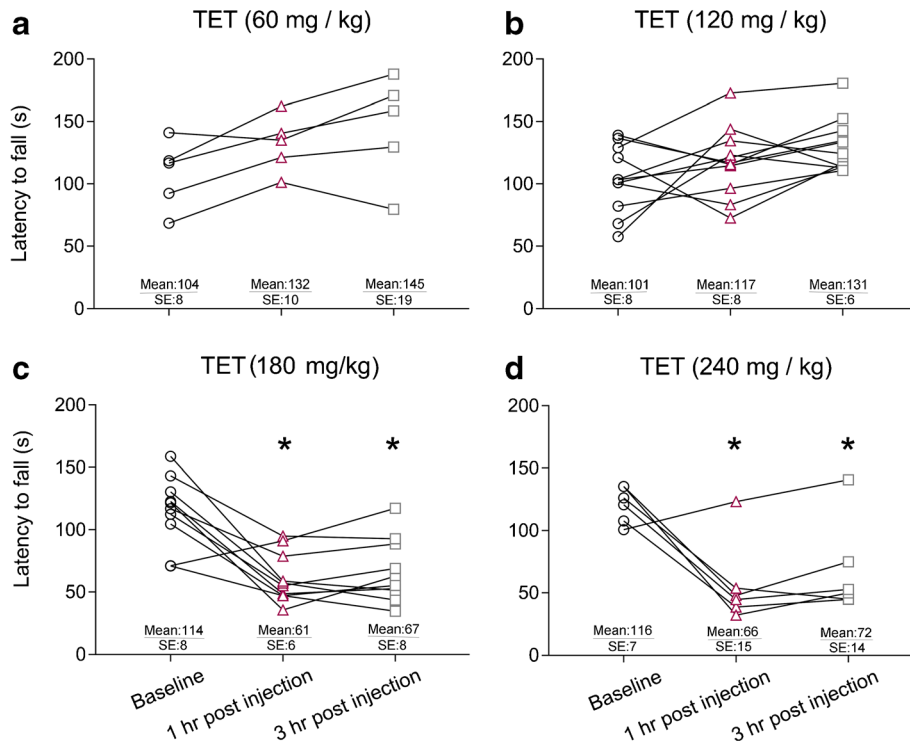 a TET (60 mg / kg)
b TET (120 mg / kg)
Latency to fall (s)
200
150
100
50
0
Mean:104
SE:8
Mean:132
SE:10
Mean:145
SE:19
200
150
100
50
0
Mean:101
SE:8
Mean:117
SE:8
Mean:131
SE:6
c TET (180 mg/kg)
d TET (240 mg / kg)
Latency to fall (s)
200
150
100
50
0
* *
Mean:114
SE:8
Mean:61
SE:6
Mean:67
SE:8
Baseline
1 hr post injection
3 hr post injection
200
150
100
50
0
* *
Mean:116
SE:7
Mean:66
SE:15
Mean:72
SE:14
Baseline
1 hr post injection
3 hr post injection